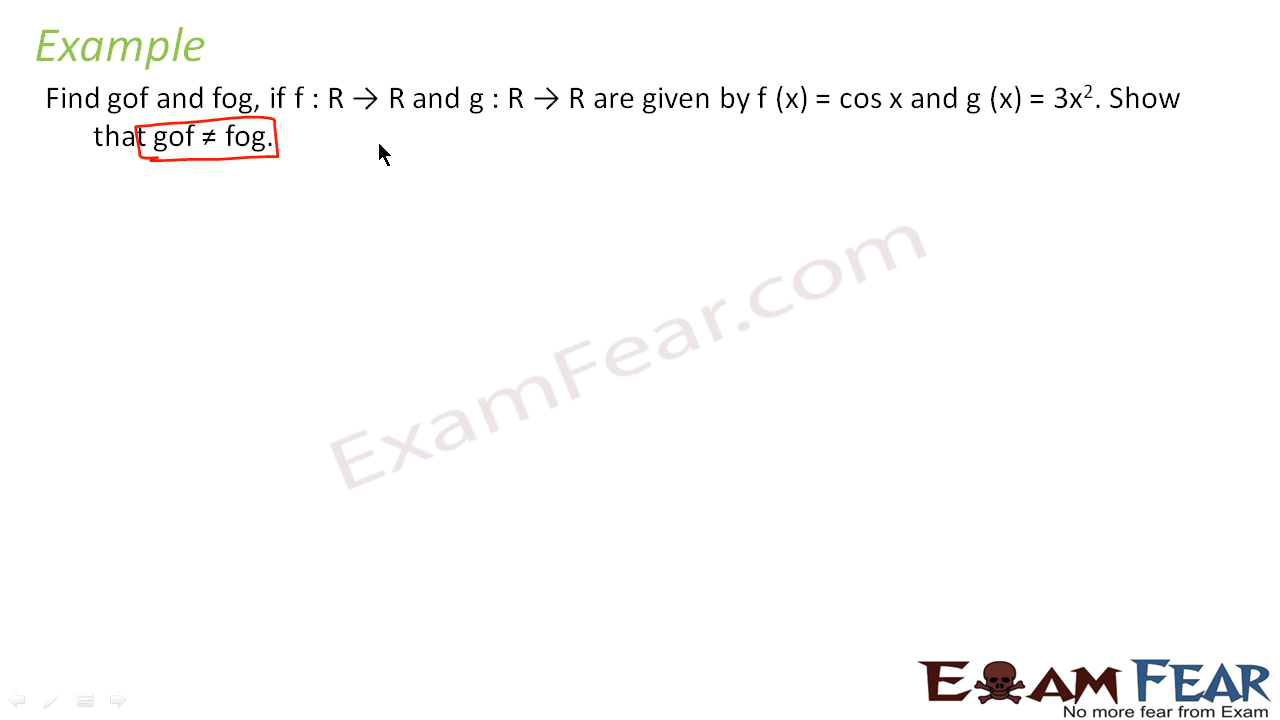 Example
Find gof and fog, if f : R → R and g : R → R are given by f (x) = cos x and g (x) = 3x². Show
that gof ≠ fog.
ExamFear.com
EXAM FEAR
No more fear from Exam